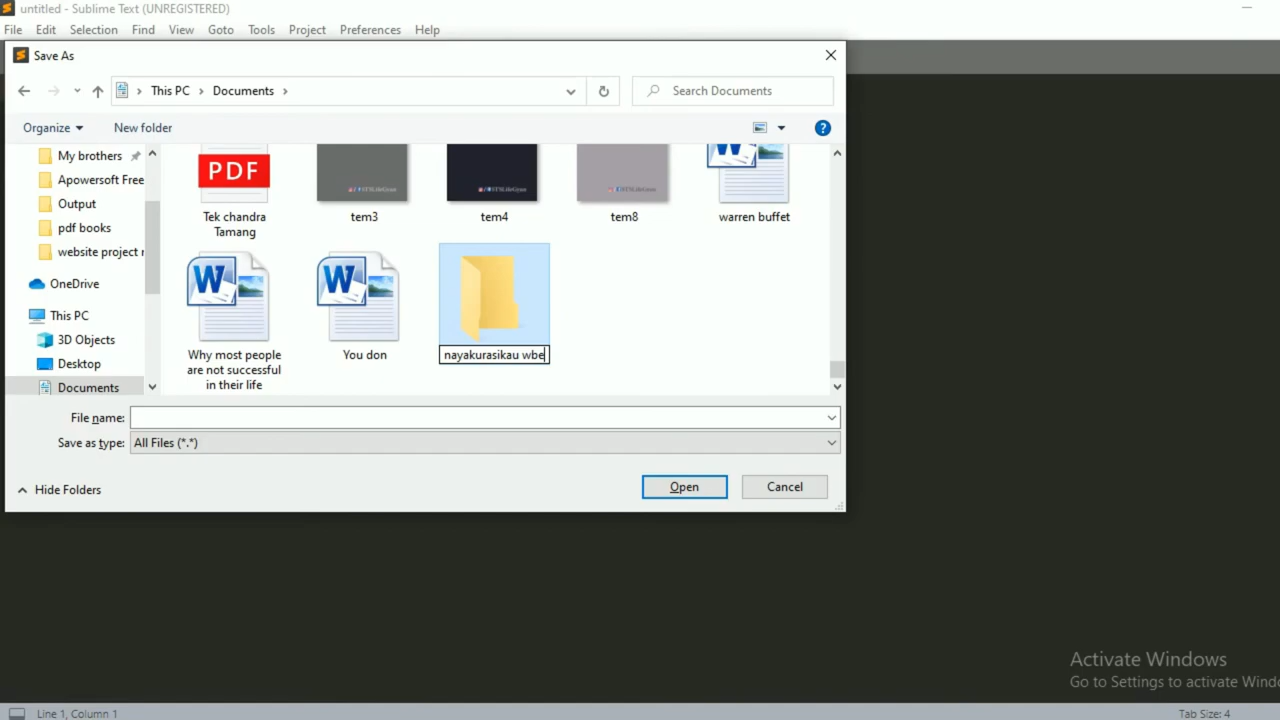 untitled - Sublime Text (UNREGISTERED)
File Edit Selection Find View Goto Tools Project Preferences Help
Save As
This PC Documents
Search Documents
Organize New folder
My brothers
Apowersoft Free
Output
pdf books
website project r
OneDrive
This PC
3D Objects
Desktop
Documents
PDF
Tek chandra
Tamang
tem3
tem4
tem8
W
warren buffet
W
Why most people
are not successful
in their life
W
You don
nayakurasikau wbe
File name:
Save as type: All Files (*.*)
Hide Folders
Open Cancel
Activate Windows
Go to Settings to activate Windo
Line 1, Column 1
Tab Size: 4